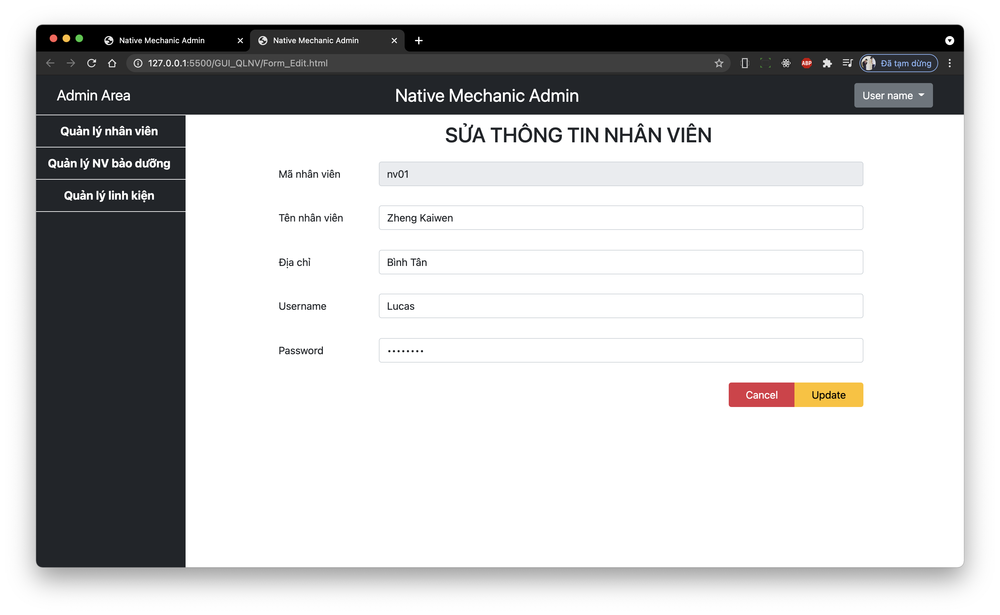 Native Mechanic Admin
Native Mechanic Admin
127.0.0.1:5500/GUI_QLNV/Form_Edit.html
ABP
Đã tạm dừng
Admin Area
Native Mechanic Admin
User name
Quản lý nhân viên
Quản lý NV bảo dưỡng
Quản lý linh kiện
SỬA THÔNG TIN NHÂN VIÊN
Mã nhân viên
nv01
Tên nhân viên
Zheng Kaiwen
Địa chỉ
Bình Tân
Username
Lucas
Password
••••••••
Cancel
Update